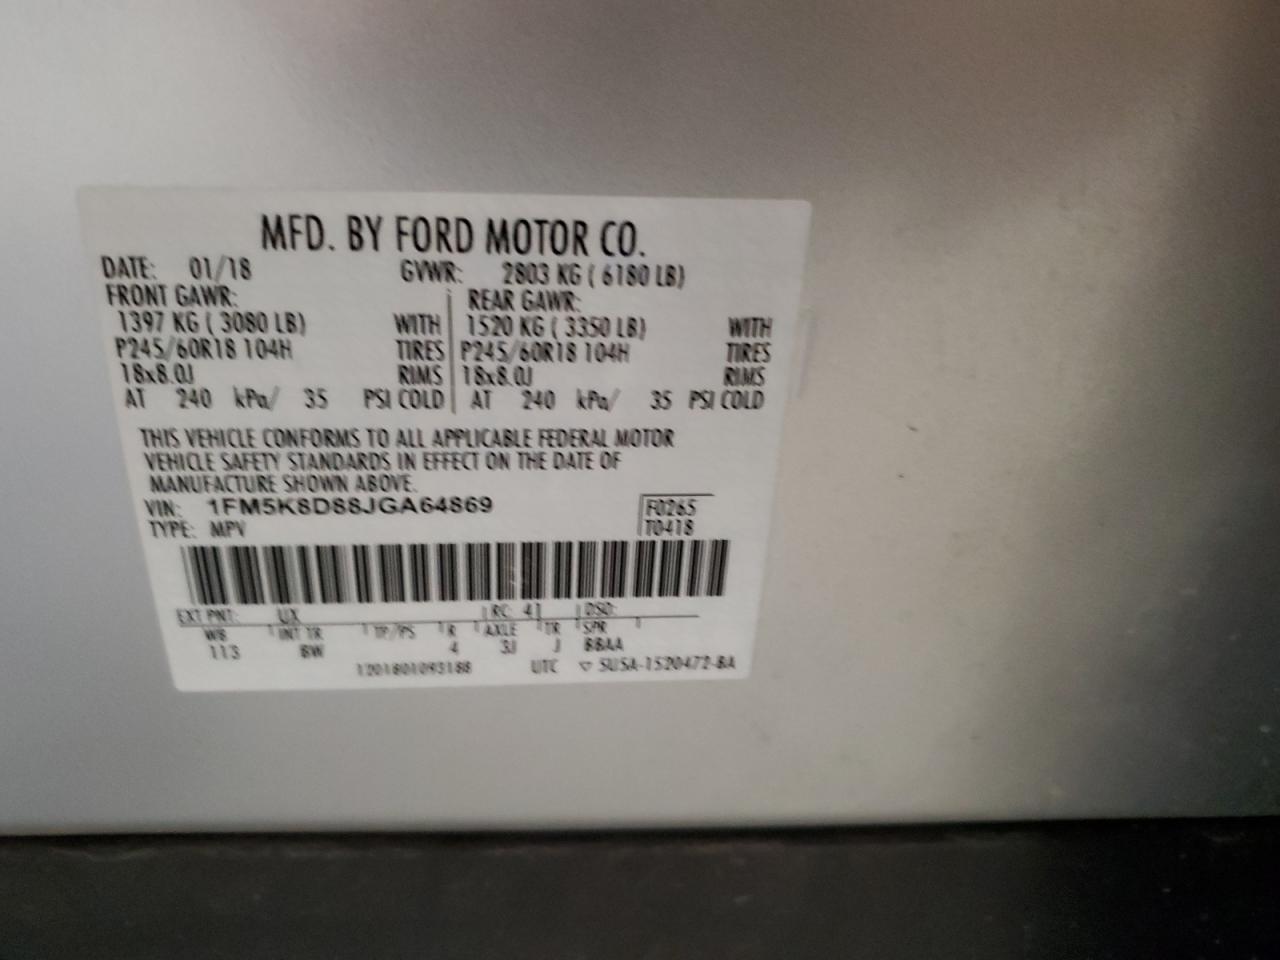 MFD. BY FORD MOTOR CO.
DATE: 01/18 GVWR: 2803 KG ( 6180 LB)
FRONT GAWR: REAR GAWR:
1397 KG ( 3080 LB) WITH 1520 KG ( 3350 LB) WITH
P245/60R18 104H TIRES P245/60R18 104H TIRES
18x8.0J RIMS 18x8.0J RIMS
AT 240 kPa/ 35 PSI COLD AT 240 kPa/ 35 PSI COLD
THIS VEHICLE CONFORMS TO ALL APPLICABLE FEDERAL MOTOR
VEHICLE SAFETY STANDARDS IN EFFECT ON THE DATE OF
MANUFACTURE SHOWN ABOVE.
VIN: 1FM5K8D88JGA64869 F0265
TYPE: MPV T0418
EXT PNT: UX RC: 41 DSO:
WB INT TR TP/PS R AXLE TR SPR
113 BW 4 3J J BBAA
1201801093188 UTC ▽ 5U5A-1520472-BA